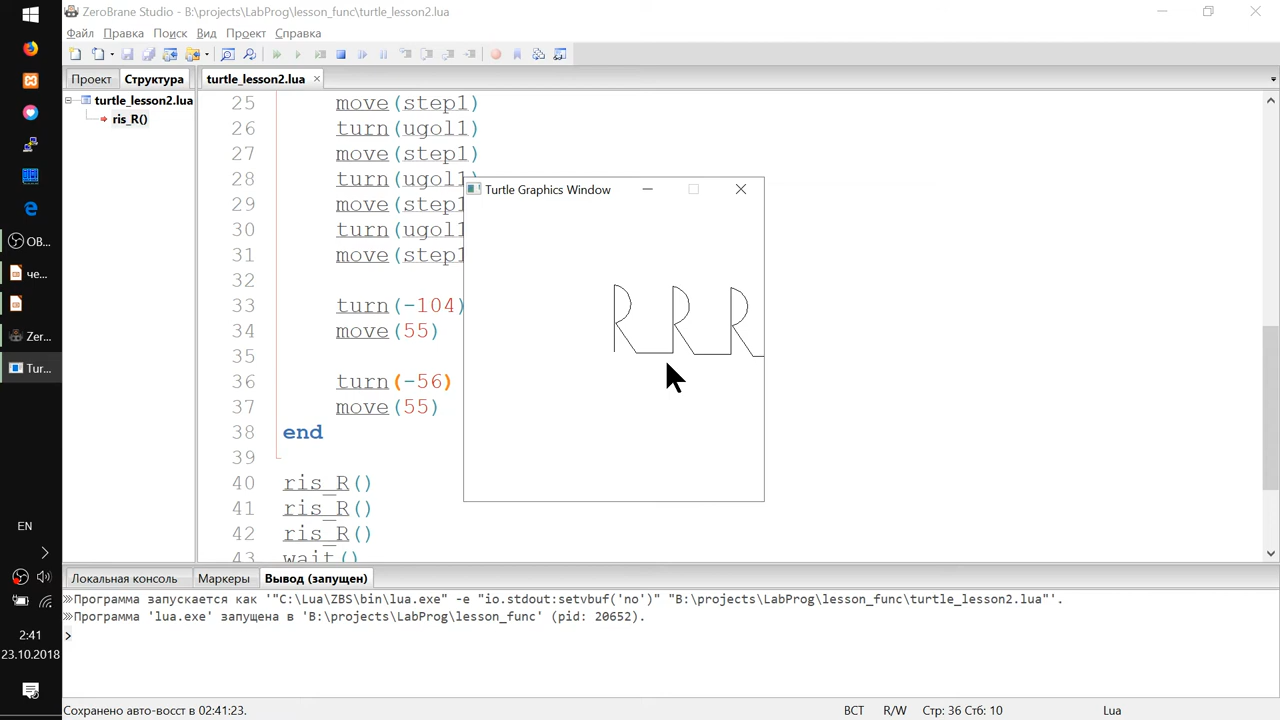 ZeroBrane Studio - B:\projects\LabProg\lesson_func\turtle_lesson2.lua
Файл Правка Поиск Вид Проект Справка
Проект Структура turtle_lesson2.lua
turtle_lesson2.lua
ris_R()
25 move(step1)
26 turn(ugol1)
27 move(step1)
28 turn(ugol1
29 move(step1
30 turn(ugol1
31 move(step1
32
33 turn(-104)
34 move(55)
35
36 turn(-56)
37 move(55)
38 end
39
40 ris_R()
41 ris_R()
42 ris_R()
43 wait()
Turtle Graphics Window
RRR
OB...
че...
Zer...
Tur...
EN
2:41
23.10.2018
Локальная консоль Маркеры Вывод (запущен)
Программа запускается как '"C:\Lua\ZBS\bin\lua.exe" -e "io.stdout:setvbuf('no')" "B:\projects\LabProg\lesson_func\turtle_lesson2.lua"'.
Программа 'lua.exe' запущена в 'B:\projects\LabProg\lesson_func' (pid: 20652).
Сохранено авто-восст в 02:41:23. ВСТ R/W Стр: 36 Стб: 10 Lua